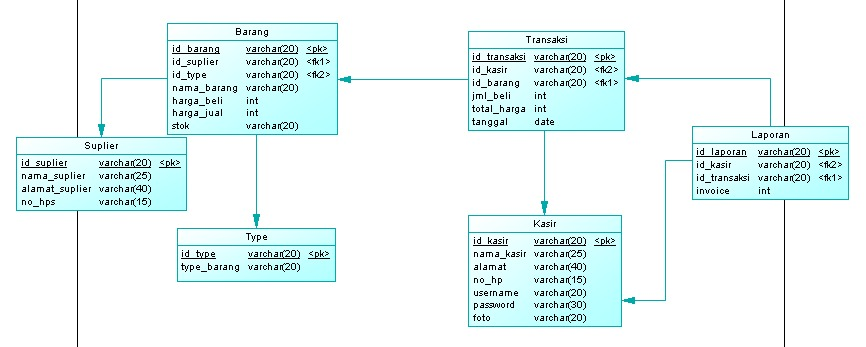 Barang
id_barang varchar(20) <pk>
id_suplier varchar(20) <fk1>
id_type varchar(20) <fk2>
nama_barang varchar(20)
harga_beli int
harga_jual int
stok varchar(20)
Transaksi
id_transaksi varchar(20) <pk>
id_kasir varchar(20) <fk2>
id_barang varchar(20) <fk1>
jml_beli int
total_harga int
tanggal date
Suplier
id_suplier varchar(20) <pk>
nama_suplier varchar(25)
alamat_suplier varchar(40)
no_hps varchar(15)
Laporan
id_laporan varchar(20) <pk>
id_kasir varchar(20) <fk2>
id_transaksi varchar(20) <fk1>
invoice int
Type
id_type varchar(20) <pk>
type_barang varchar(20)
Kasir
id_kasir varchar(20) <pk>
nama_kasir varchar(25)
alamat varchar(40)
no_hp varchar(15)
username varchar(20)
password varchar(30)
foto varchar(20)